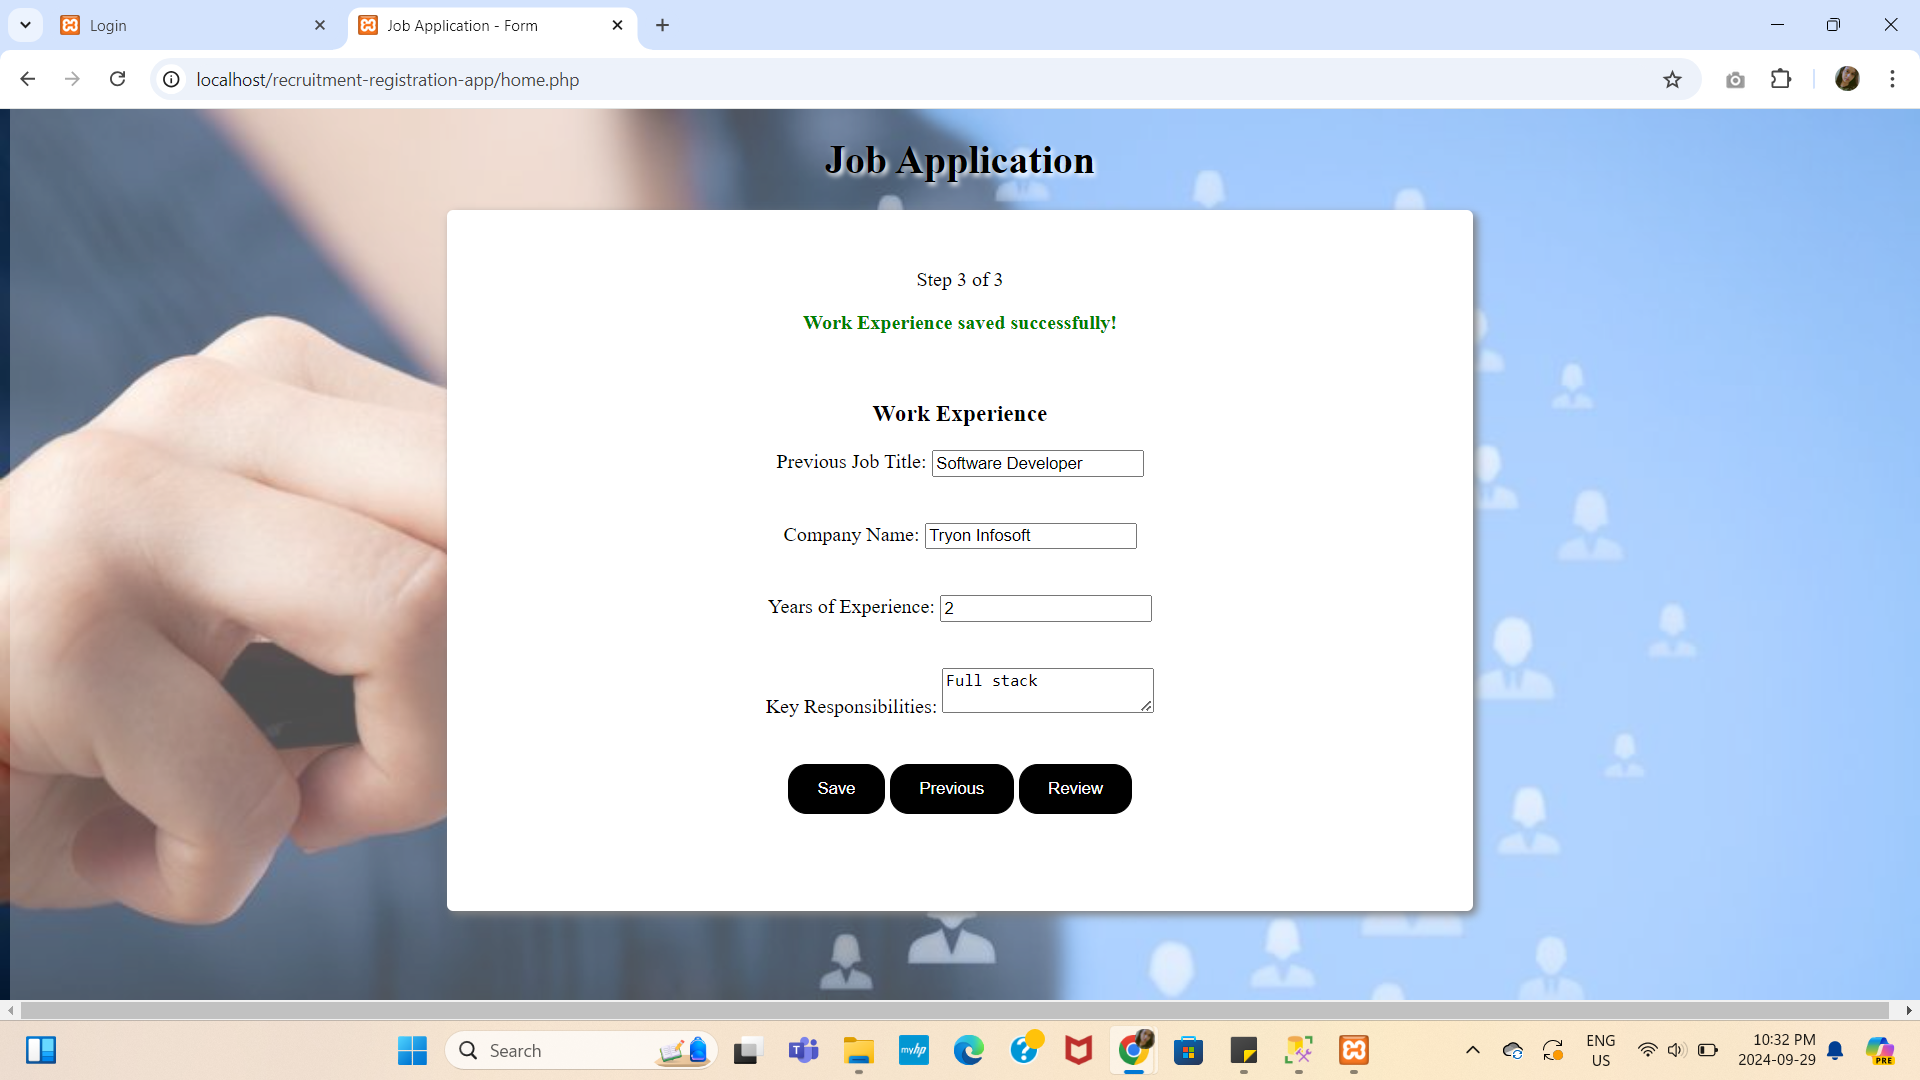 Login
Job Application - Form
localhost/recruitment-registration-app/home.php
Job Application
Step 3 of 3
Work Experience saved successfully!
Work Experience
Previous Job Title: Software Developer
Company Name: Tryon Infosoft
Years of Experience: 2
Key Responsibilities: Full stack
Save Previous Review
Search
myhp
ENG
US
10:32 PM
2024-09-29
PRE